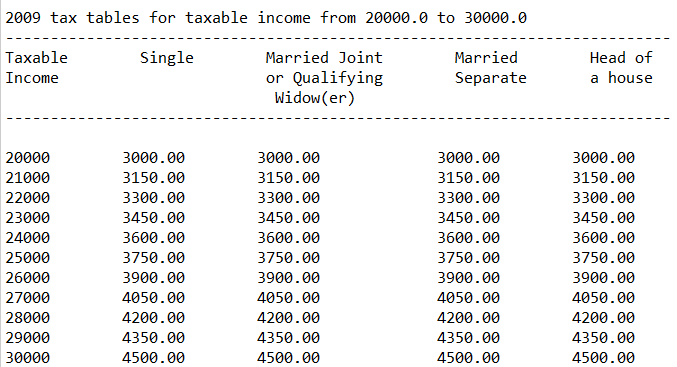 2009 tax tables for taxable income from 20000.0 to 30000.0
--------------------------------------------------------------------------
Taxable        Single        Married Joint        Married        Head of
Income                       or Qualifying        Separate       a house
                              Widow(er)
--------------------------------------------------------------------------
20000        3000.00        3000.00             3000.00        3000.00
21000        3150.00        3150.00             3150.00        3150.00
22000        3300.00        3300.00             3300.00        3300.00
23000        3450.00        3450.00             3450.00        3450.00
24000        3600.00        3600.00             3600.00        3600.00
25000        3750.00        3750.00             3750.00        3750.00
26000        3900.00        3900.00             3900.00        3900.00
27000        4050.00        4050.00             4050.00        4050.00
28000        4200.00        4200.00             4200.00        4200.00
29000        4350.00        4350.00             4350.00        4350.00
30000        4500.00        4500.00             4500.00        4500.00